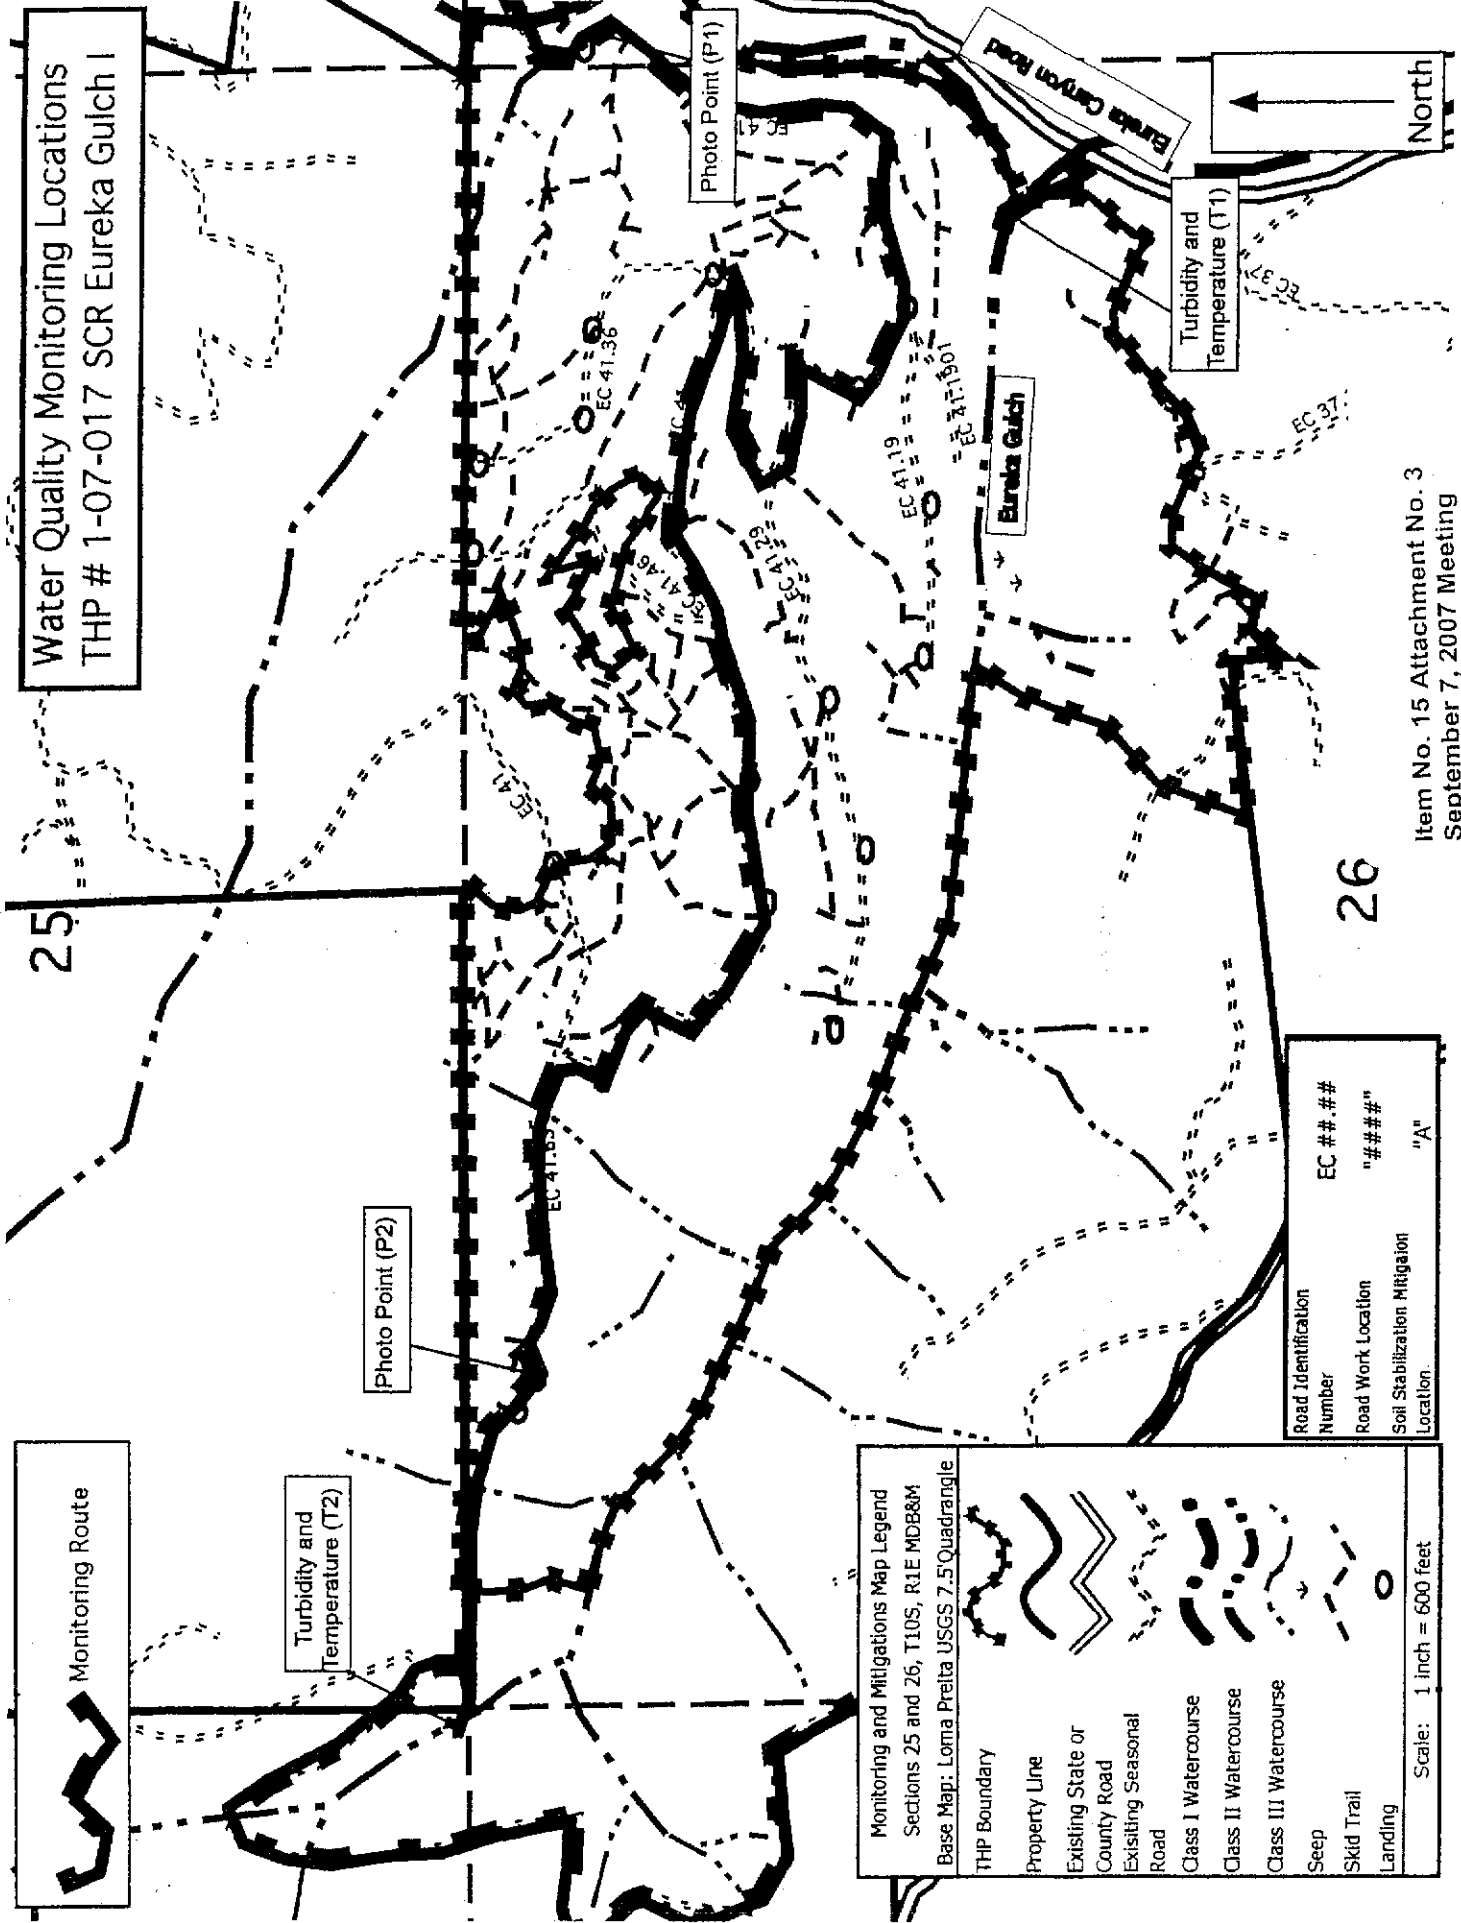 Water Quality Monitoring Locations
THP # 1-07-017 SCR Eureka Gulch I
Monitoring Route
25
26
Turbidity and
Temperature (T2)
Photo Point (P2)
Photo Point (P1)
Turbidity and
Temperature (T1)
Eureka Canyon Road
Eureka Gulch
North
EC 41
EC 41.36
EC 41
EC 41.46
EC 41.29
EC 41.19
EC 41.1901
EC 37
EC 37.
Monitoring and Mitigations Map Legend
Sections 25 and 26, T10S, R1E MDB&M
Base Map: Loma Prelta USGS 7.5'Quadrangle
THP Boundary
Property Line
Existing State or
County Road
Exisiting Seasonal
Road
Class I Watercourse
Class II Watercourse
Class III Watercourse
Seep
Skid Trail
Landing
Scale: 1 inch = 600 feet
Road Identification
Number
EC ##.##
Road Work Location
"####"
Soil Stabilization Mitigaion
Location
"A"
Item No. 15 Attachment No. 3
September 7, 2007 Meeting